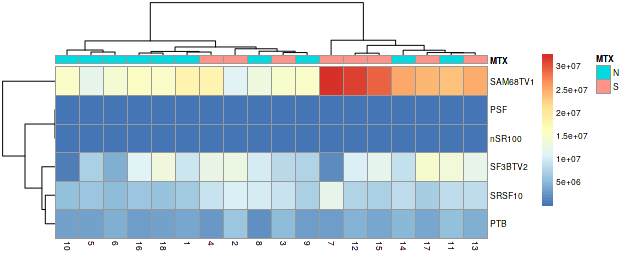 MTX
MTX
N
S
3e+07
2.5e+07
2e+07
1.5e+07
1e+07
5e+06
SAM68TV1
PSF
nSR100
SF3BTV2
SRSF10
PTB
10 5 6 16 18 1 4 2 8 3 9 7 12 15 14 17 11 13